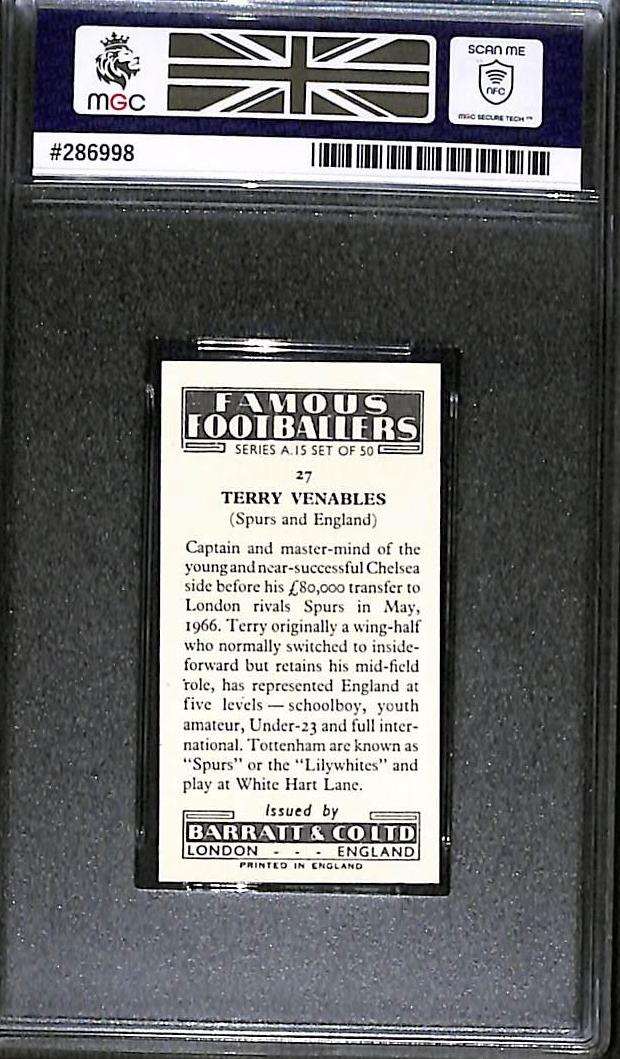 SCAN ME
NFC
MGC
MGC SECURE TECH ™
#286998
FAMOUS
FOOTBALLERS
SERIES A.15 SET OF 50
27
TERRY VENABLES
(Spurs and England)
Captain and master-mind of the
young and near-successful Chelsea
side before his £80,000 transfer to
London rivals Spurs in May,
1966. Terry originally a wing-half
who normally switched to inside-
forward but retains his mid-field
role, has represented England at
five levels — schoolboy, youth
amateur, Under-23 and full inter-
national. Tottenham are known as
"Spurs" or the "Lilywhites" and
play at White Hart Lane.
Issued by
BARRATT & CO LTD
LONDON - - - ENGLAND
PRINTED IN ENGLAND